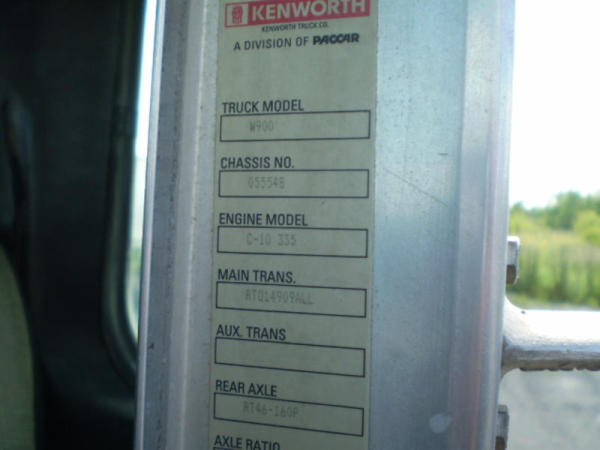 KENWORTH
KENWORTH TRUCK CO.
A DIVISION OF PACCAR
TRUCK MODEL
W900
CHASSIS NO.
055548
ENGINE MODEL
C-10 335
MAIN TRANS.
RTO14909ALL
AUX. TRANS
REAR AXLE
RT46-160P
AXLE RATIO